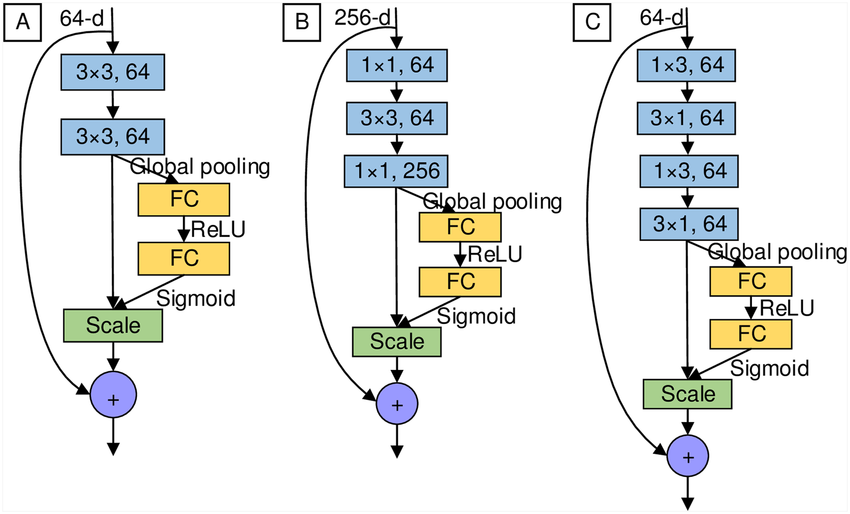 A
64-d
3×3, 64
3×3, 64
Global pooling
FC
ReLU
FC
Sigmoid
Scale
+
B
256-d
1×1, 64
3×3, 64
1×1, 256
Global pooling
FC
ReLU
FC
Sigmoid
Scale
+
C
64-d
1×3, 64
3×1, 64
1×3, 64
3×1, 64
Global pooling
FC
ReLU
FC
Sigmoid
Scale
+